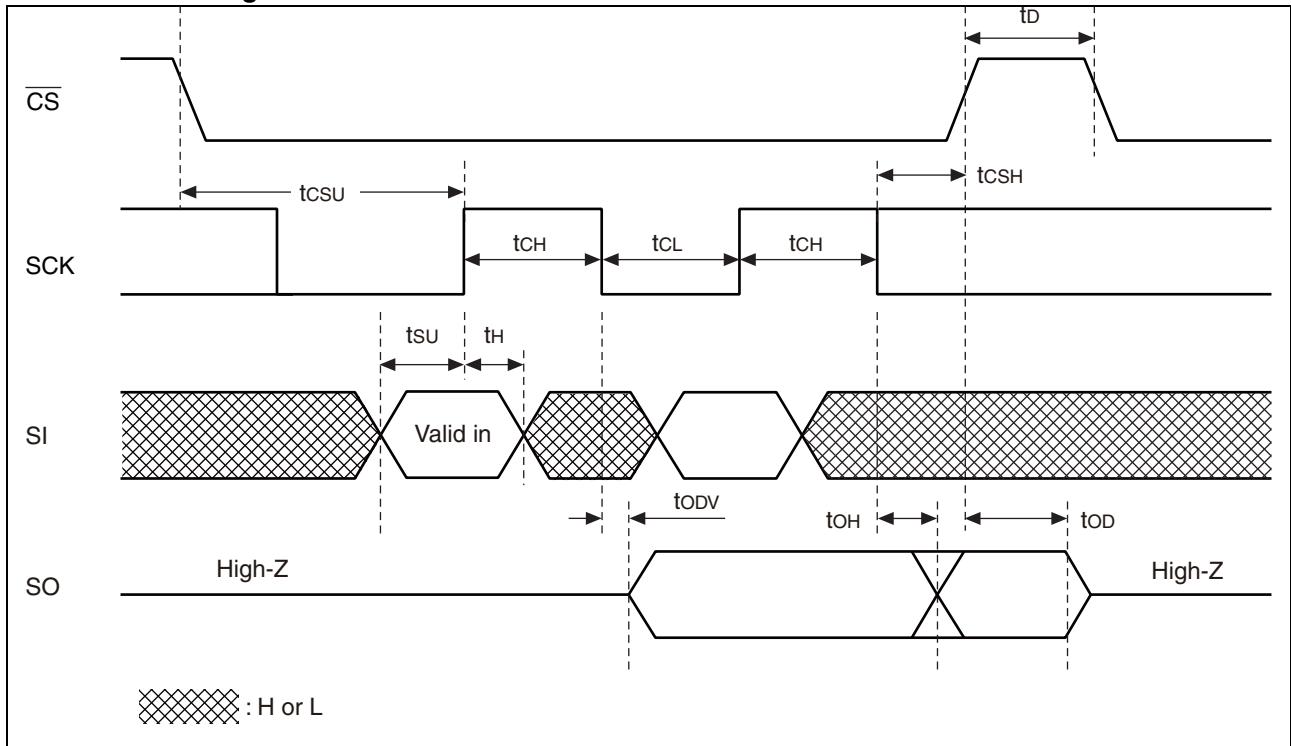 tD
CS
tCSU
tCSH
SCK
tCH
tCL
tCH
tSU
tH
SI
Valid in
tODV
tOH
tOD
SO
High-Z
High-Z
: H or L